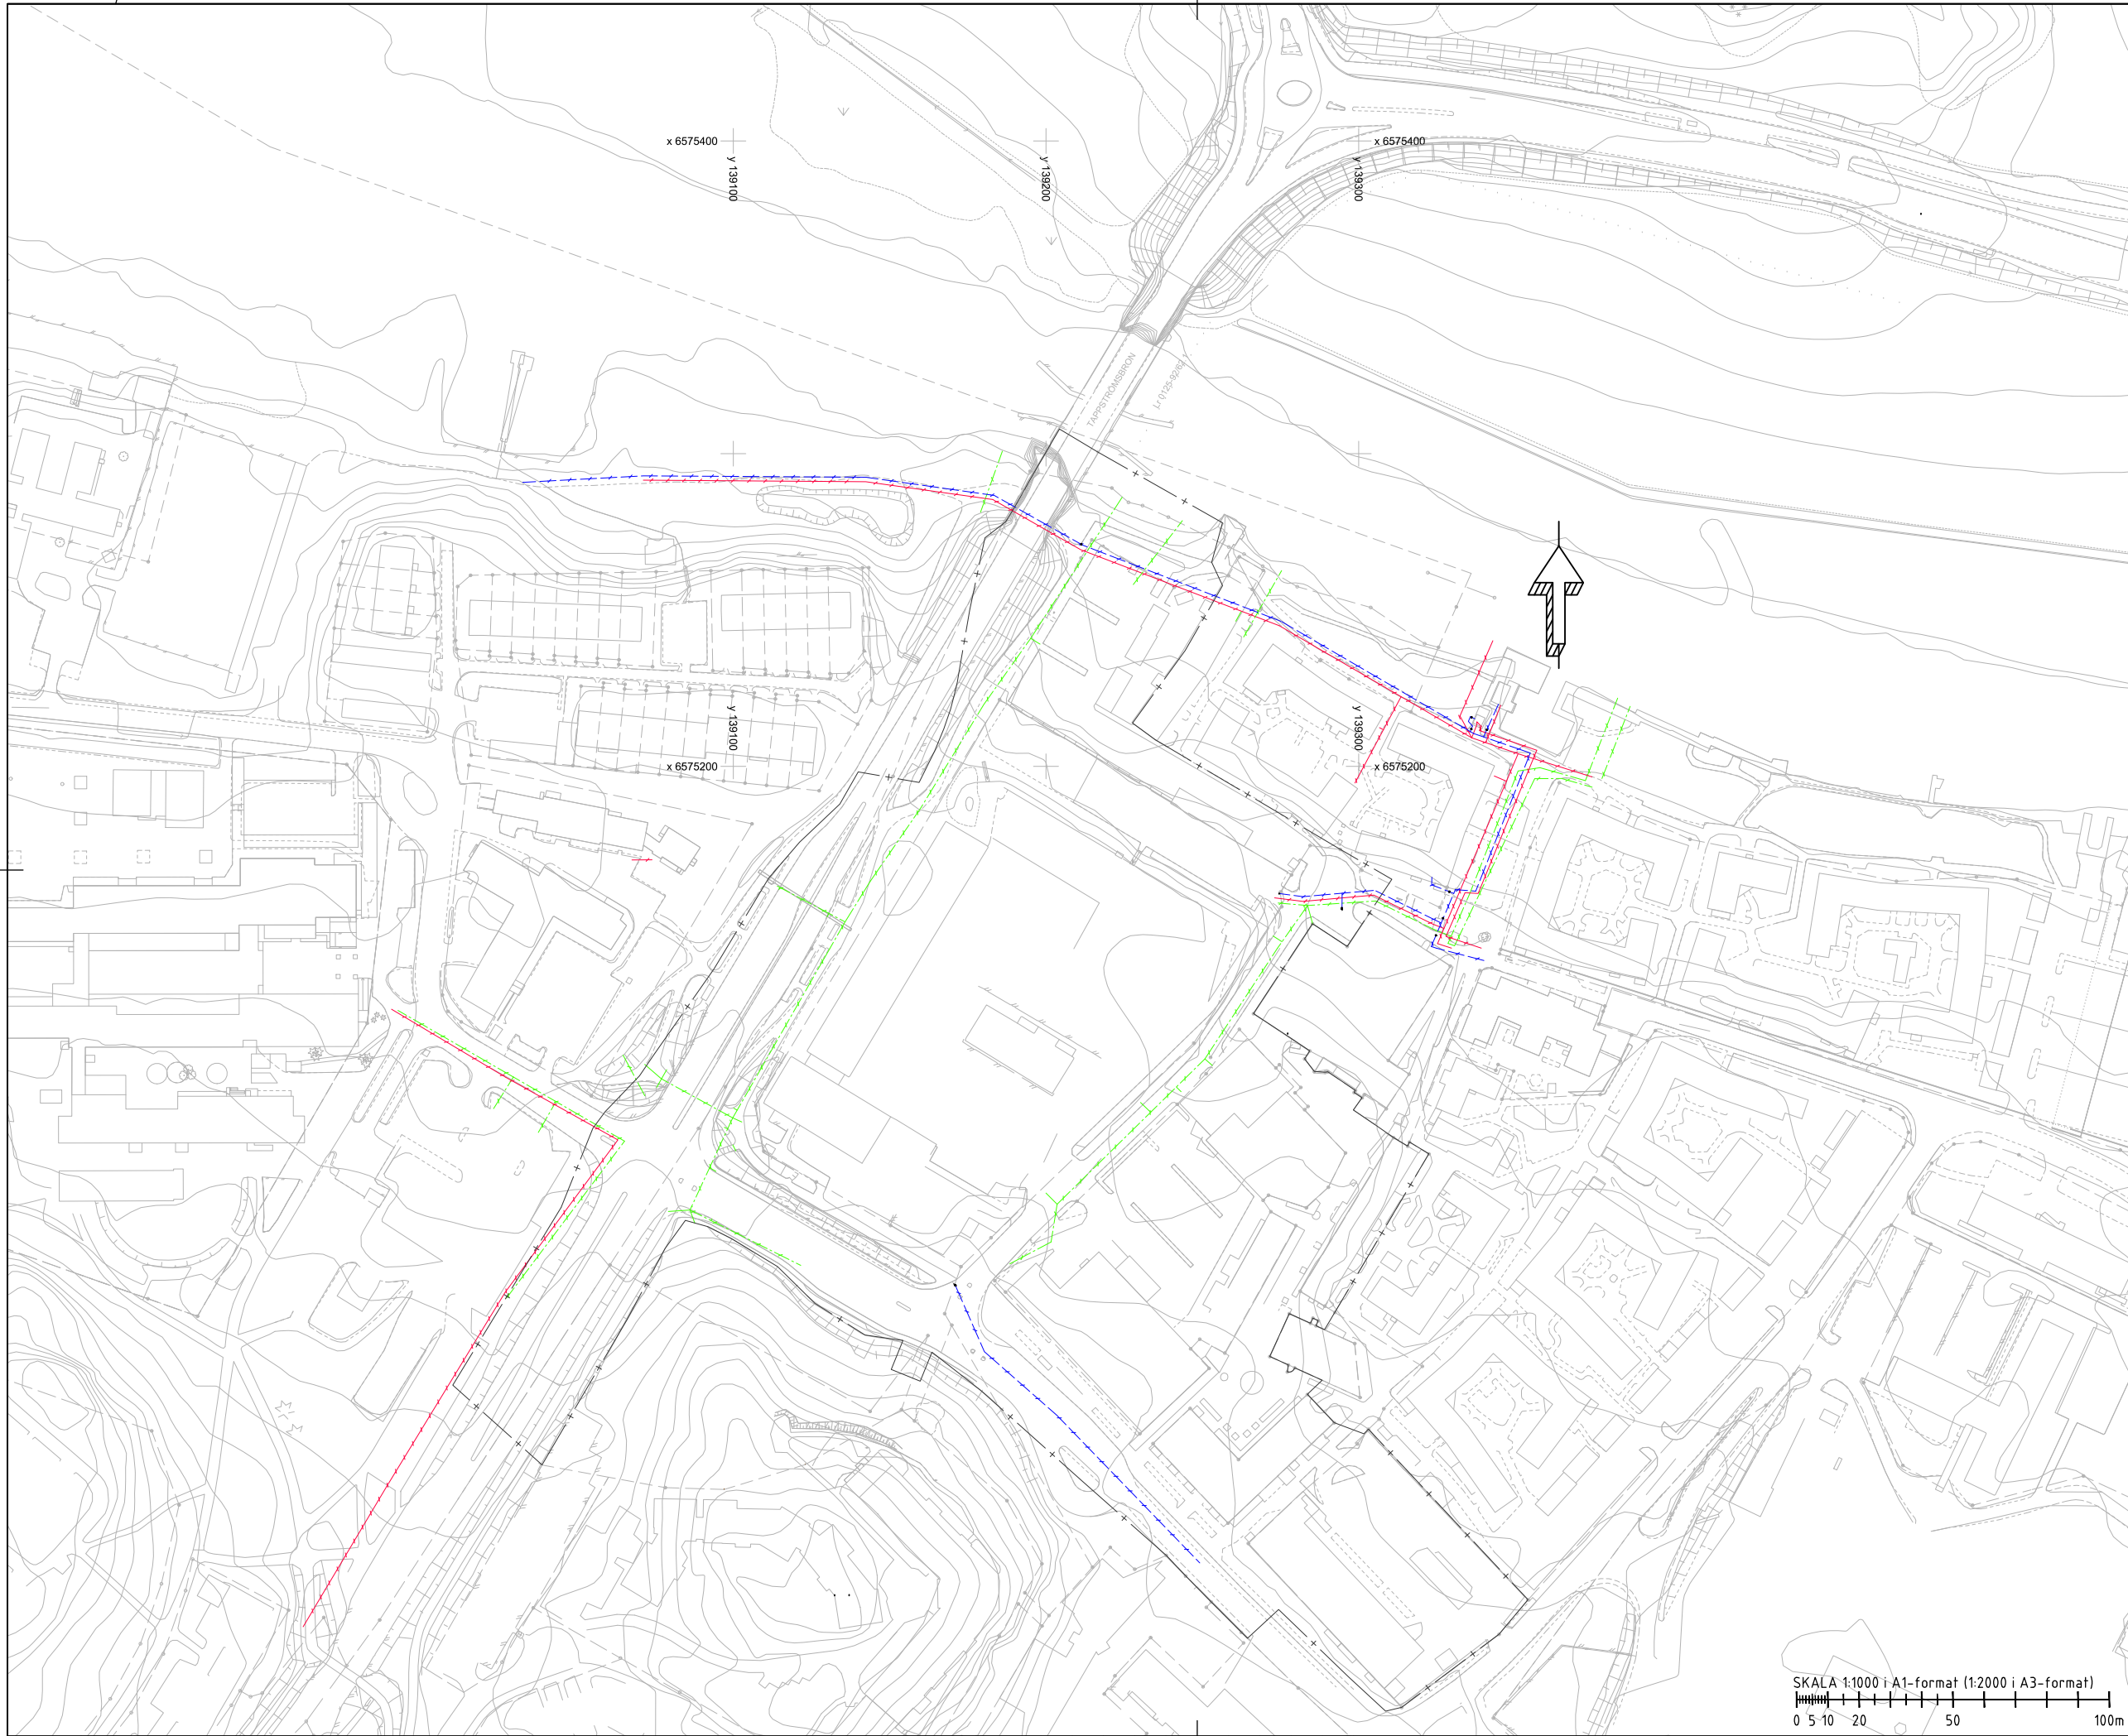 x 6575400
y 139100
y 139200
y 139300
x 6575400
TAPPSTRÖMSBRON
y 139100
x 6575200
y 139300
x 6575200
SKALA 1:1000 i A1-format (1:2000 i A3-format)
0 5 10 20 50 100m